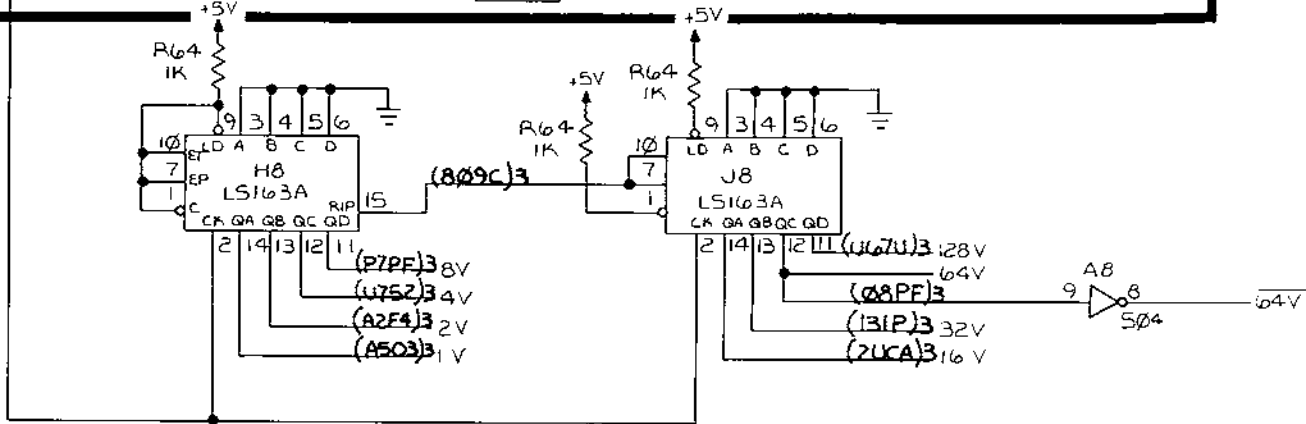 +5V
+5V
R64
1K
R64
1K
+5V
R64
1K
9 3 4 5 6
9 3 4 5 6
10
LD A B C D
10
LD A B C D
ET
7
EP
H8
LS163A
1
C
RIP
15
(809C)3
7
J8
LS163A
1
CK QA QB QC QD
CK QA QB QC QD
2 14 13 12 11
2 14 13 12 11
(P7PF)3 8V
(U75Z)3 4V
(A2F4)3 2V
(A503)3 1V
(U67U)3 128V
64V
(08PF)3
(131P)3 32V
(7UCA)3 16V
A8
9
8
S04
64V